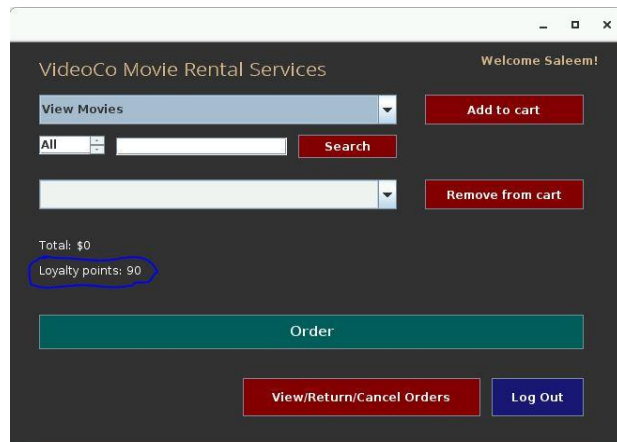 Welcome Saleem!
VideoCo Movie Rental Services
View Movies
Add to cart
All
Search
Remove from cart
Total: $0
Loyalty points: 90
Order
View/Return/Cancel Orders
Log Out